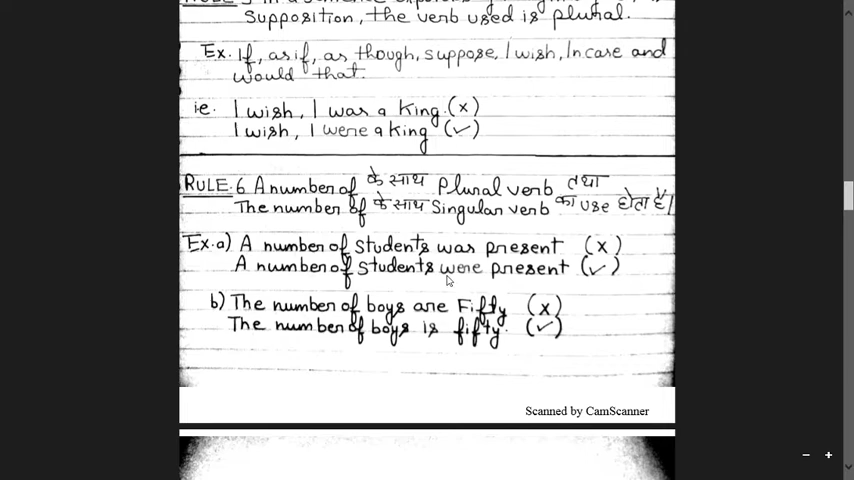 Supposition, the verb used is plural.
Ex. If, as if, as though, suppose, I wish, In case and
would that.
ie. I wish, I was a king. (x)
I wish, I were a king (✓)
RULE.6 A number of के साथ Plural verb तथा
The number of के साथ Singular verb का use होता है।
Ex.a) A number of students was present (x)
A number of students were present (✓)
b) The number of boys are Fifty (x)
The number of boys is fifty. (✓)
Scanned by CamScanner